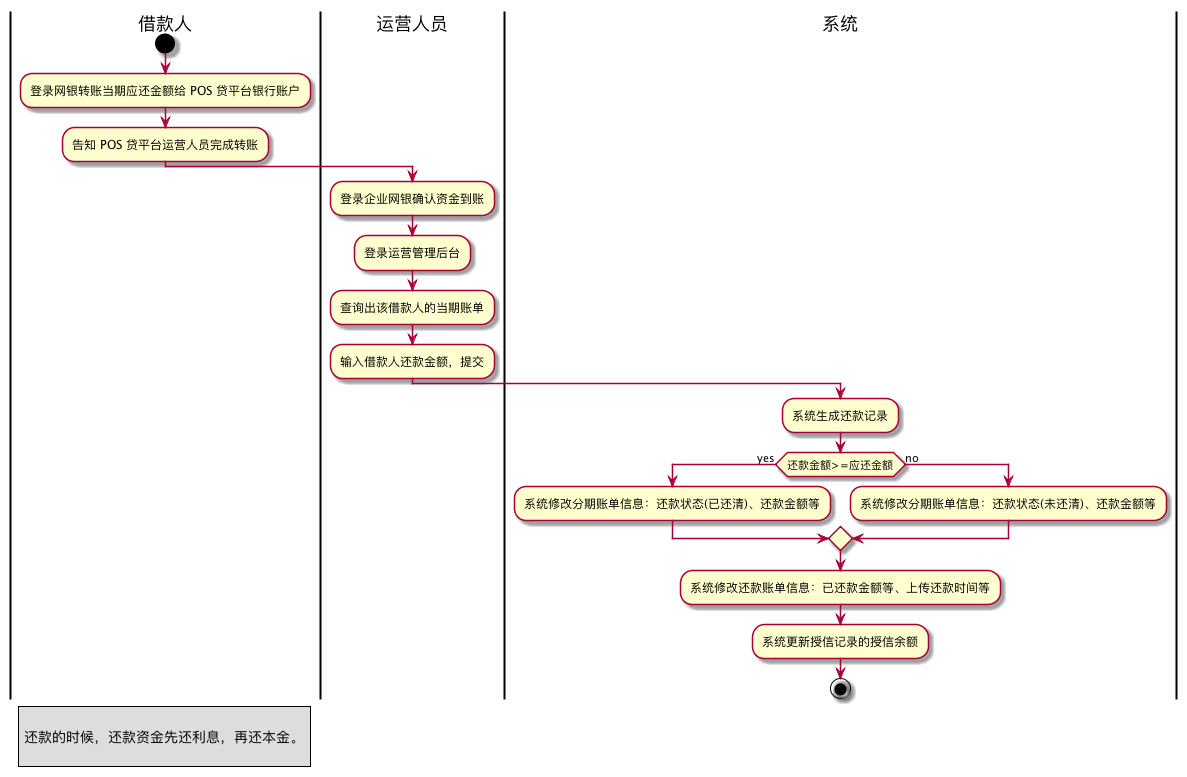 借款人
运营人员
系统
登录网银转账当期应还金额给 POS 贷平台银行账户
告知 POS 贷平台运营人员完成转账
登录企业网银确认资金到账
登录运营管理后台
查询出该借款人的当期账单
输入借款人还款金额，提交
系统生成还款记录
yes
还款金额>=应还金额
no
系统修改分期账单信息：还款状态(已还清)、还款金额等
系统修改分期账单信息：还款状态(未还清)、还款金额等
系统修改还款账单信息：已还款金额等、上传还款时间等
系统更新授信记录的授信余额
还款的时候，还款资金先还利息，再还本金。